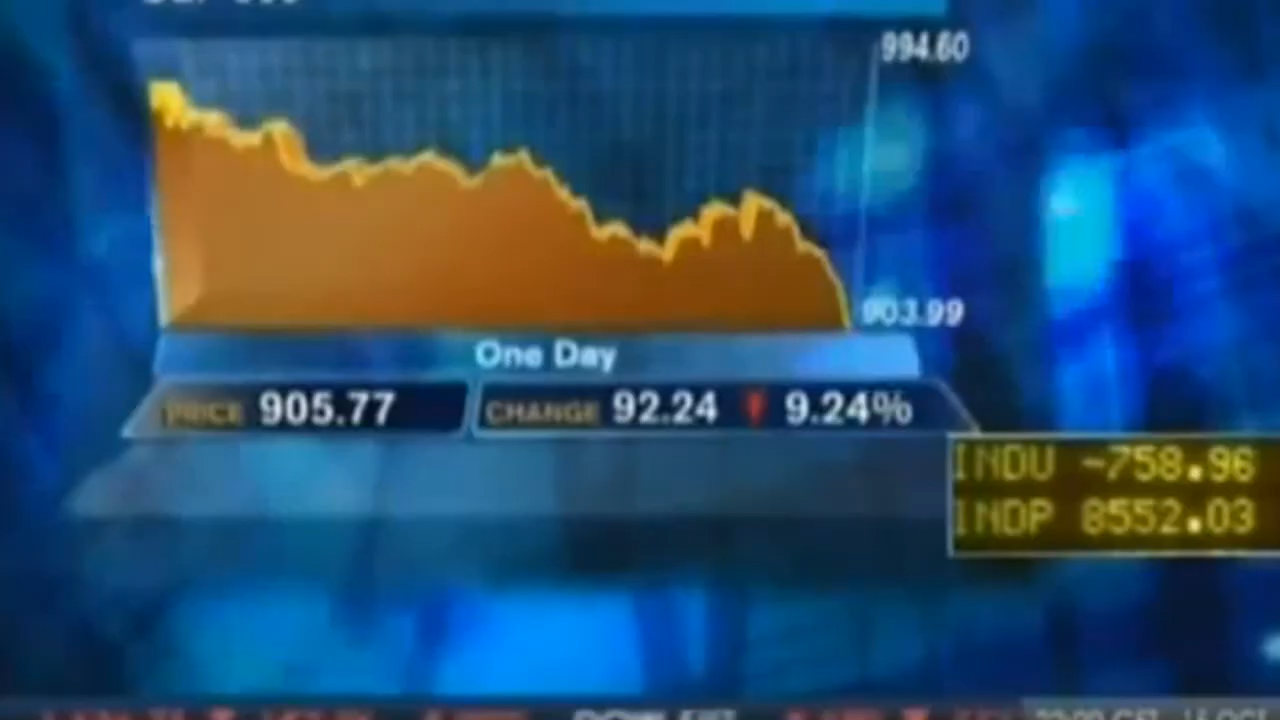 994.60
903.99
One Day
PRICE 905.77 CHANGE 92.24 9.24%
INDU -758.96
INDP 8552.03